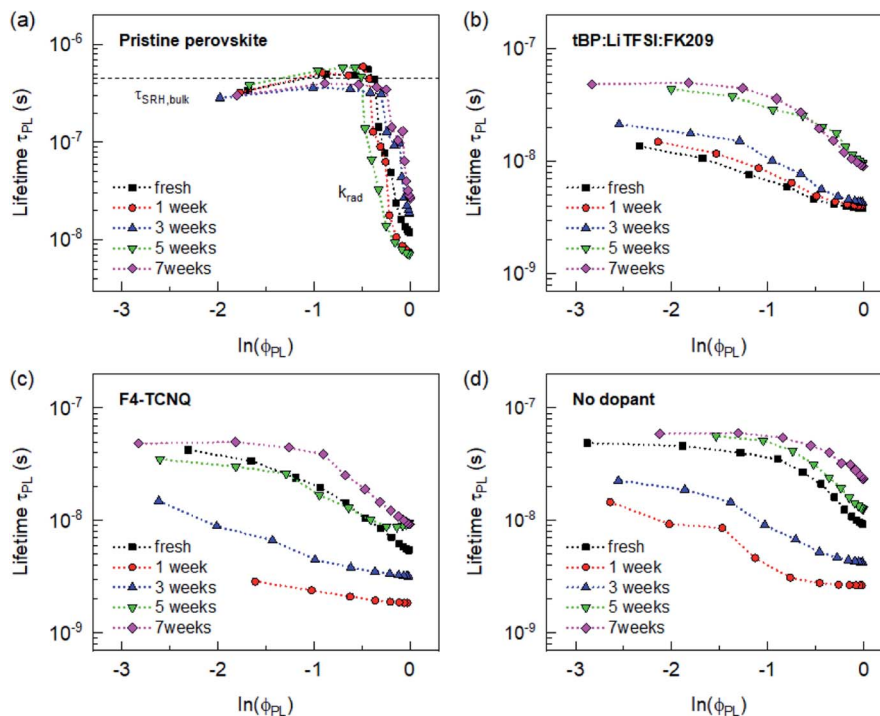 (a)
Pristine perovskite
10⁻⁶
10⁻⁷
10⁻⁸
Lifetime τPL (s)
τSRH,bulk
krad
fresh
1 week
3 weeks
5 weeks
7weeks
-3 -2 -1 0
ln(ϕPL)
(b)
tBP:LiTFSI:FK209
10⁻⁷
10⁻⁸
10⁻⁹
Lifetime τPL (s)
fresh
1 week
3 weeks
5 weeks
7weeks
-3 -2 -1 0
ln(ϕPL)
(c)
F4-TCNQ
10⁻⁷
10⁻⁸
10⁻⁹
Lifetime τPL (s)
fresh
1 week
3 weeks
5 weeks
7weeks
-3 -2 -1 0
ln(ϕPL)
(d)
No dopant
10⁻⁷
10⁻⁸
10⁻⁹
Lifetime τPL (s)
fresh
1 week
3 weeks
5 weeks
7weeks
-3 -2 -1 0
ln(ϕPL)